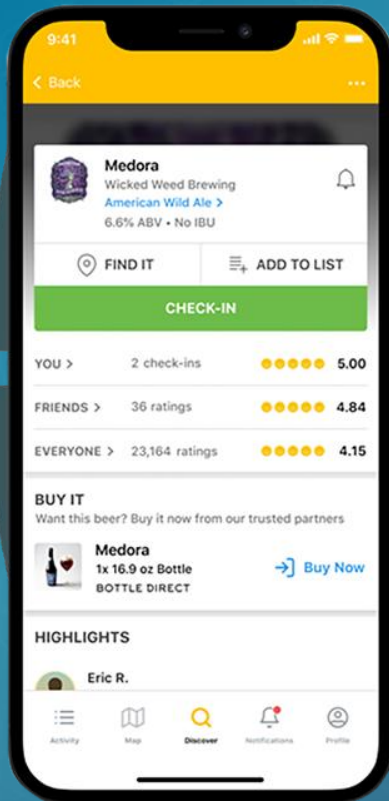 9:41
Back
Medora
Wicked Weed Brewing
American Wild Ale >
6.6% ABV • No IBU
FIND IT
ADD TO LIST
CHECK-IN
YOU > 2 check-ins 5.00
FRIENDS > 36 ratings 4.84
EVERYONE > 23,164 ratings 4.15
BUY IT
Want this beer? Buy it now from our trusted partners
Medora
1x 16.9 oz Bottle
BOTTLE DIRECT
Buy Now
HIGHLIGHTS
Eric R.
Activity
Map
Discover
Notifications
Profile